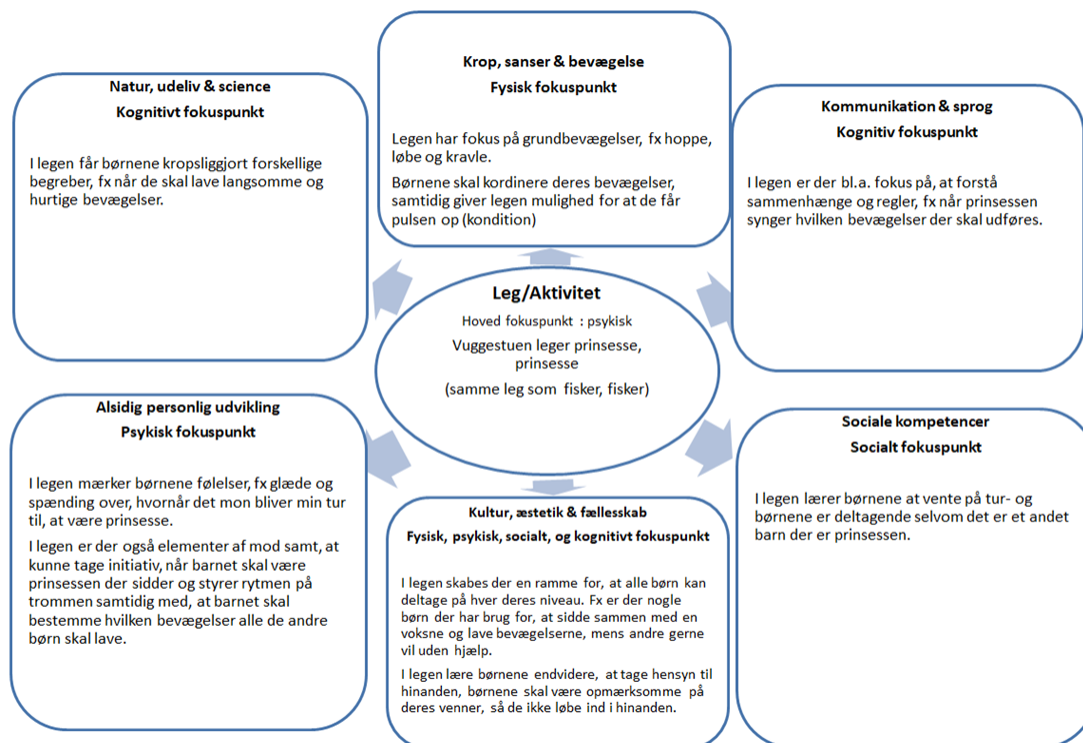 Krop, sanser & bevægelse
Fysisk fokuspunkt
Legen har fokus på grundbevægelser, fx hoppe,
løbe og kravle.
Børnene skal kordinere deres bevægelser,
samtidig giver legen mulighed for at de får
pulsen op (kondition)
Natur, udeliv & science
Kognitivt fokuspunkt
I legen får børnene kropsliggjort forskellige
begreber, fx når de skal lave langsomme og
hurtige bevægelser.
Kommunikation & sprog
Kognitiv fokuspunkt
I legen er der bl.a. fokus på, at forstå
sammenhænge og regler, fx når prinsessen
synger hvilken bevægelser der skal udføres.
Leg/Aktivitet
Hoved fokuspunkt : psykisk
Vuggestuen leger prinsesse,
prinsesse
(samme leg som fisker, fisker)
Alsidig personlig udvikling
Psykisk fokuspunkt
I legen mærker børnene følelser, fx glæde og
spænding over, hvornår det mon bliver min tur
til, at være prinsesse.
I legen er der også elementer af mod samt, at
kunne tage initiativ, når barnet skal være
prinsessen der sidder og styrer rytmen på
trommen samtidig med, at barnet skal
bestemme hvilken bevægelser alle de andre
børn skal lave.
Sociale kompetencer
Socialt fokuspunkt
I legen lærer børnene at vente på tur- og
børnene er deltagende selvom det er et andet
barn der er prinsessen.
Kultur, æstetik & fællesskab
Fysisk, psykisk, socialt, og kognitivt fokuspunkt
I legen skabes der en ramme for, at alle børn kan
deltage på hver deres niveau. Fx er der nogle
børn der har brug for, at sidde sammen med en
voksne og lave bevægelserne, mens andre gerne
vil uden hjælp.
I legen lære børnene endvidere, at tage hensyn til
hinanden, børnene skal være opmærksomme på
deres venner, så de ikke løbe ind i hinanden.